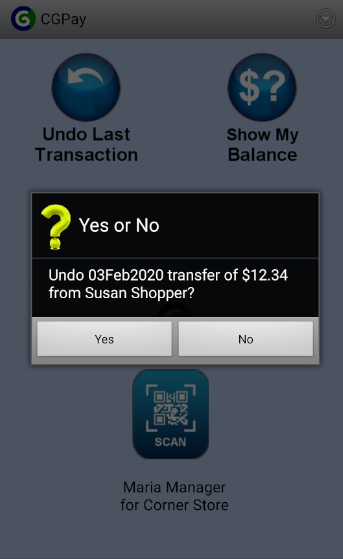 CGPay
Undo Last
Transaction
Show My
Balance
Yes or No
Undo 03Feb2020 transfer of $12.34
from Susan Shopper?
Yes
No
SCAN
Maria Manager
for Corner Store